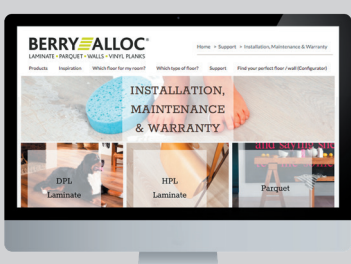 BERRY ALLOC®
LAMINATE • PARQUET • WALLS • VINYL PLANKS
Home • Support • Installation, Maintenance & Warranty
Products Inspiration Which floor for my room? Which type of floor? Support Find your perfect floor / wall (Configurator)
INSTALLATION,
MAINTENANCE
& WARRANTY
and saving
DPL
Laminate
HPL
Laminate
Parquet